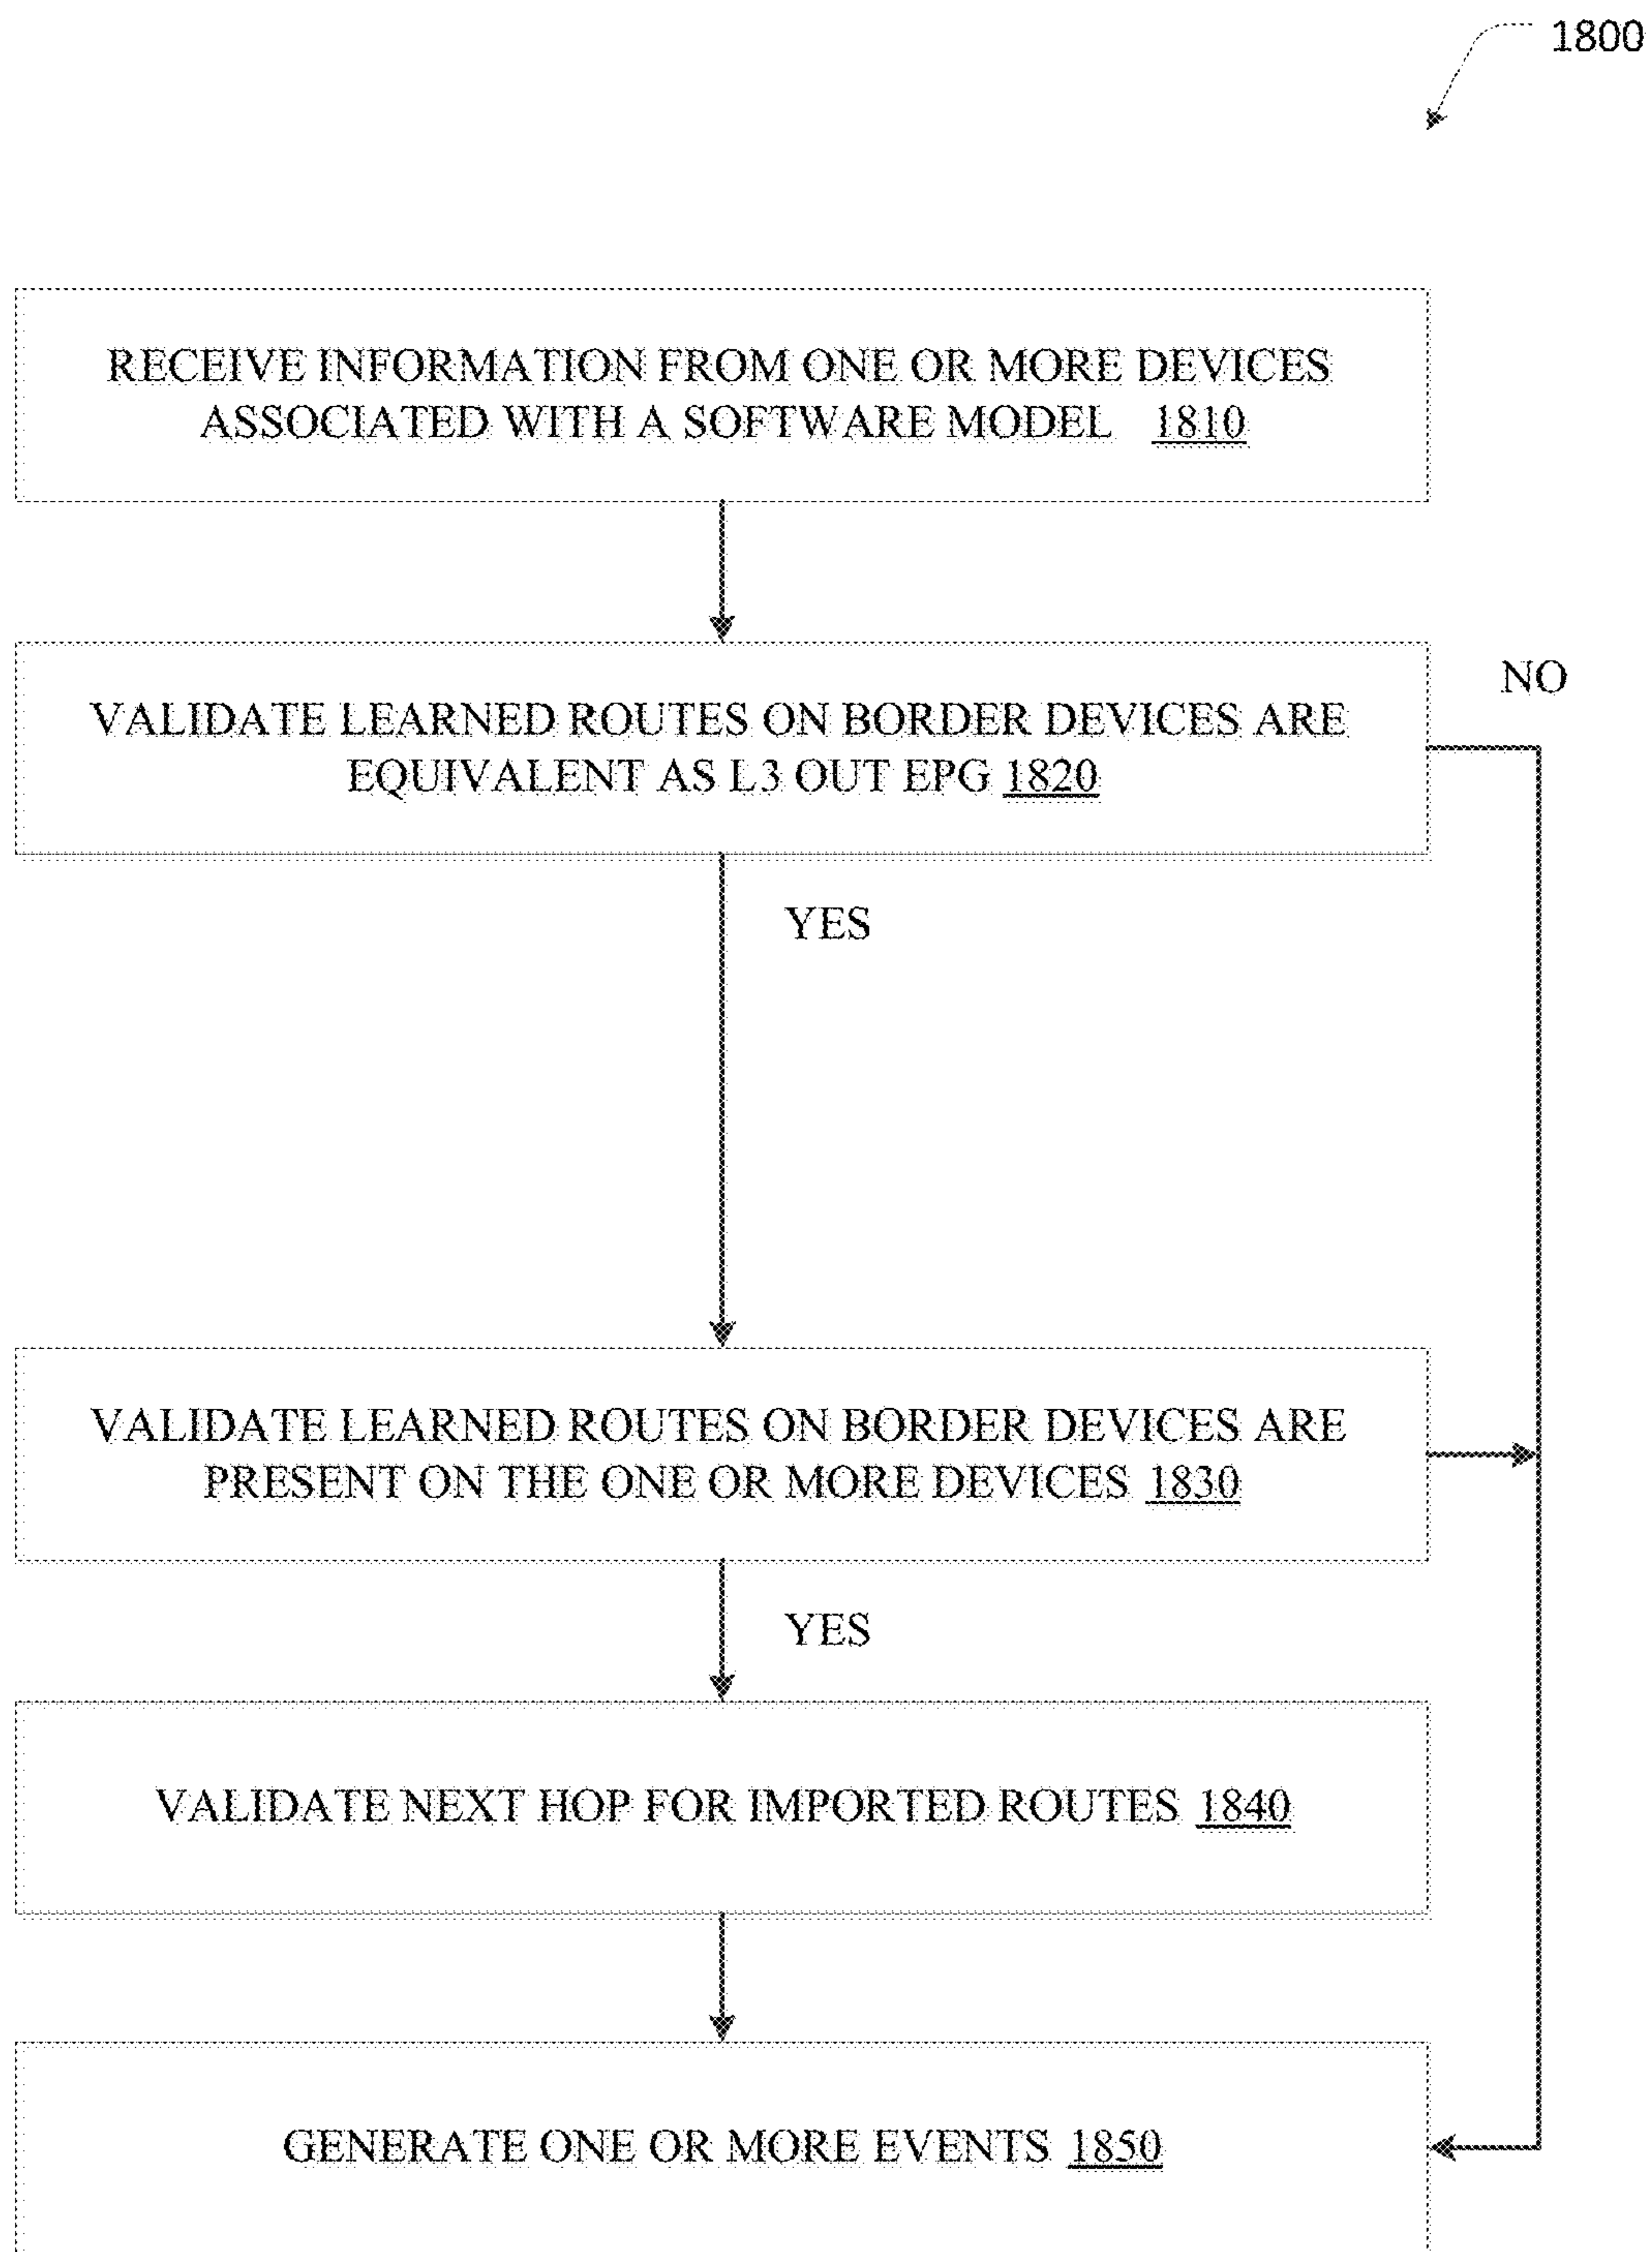 1800
RECEIVE INFORMATION FROM ONE OR MORE DEVICES
ASSOCIATED WITH A SOFTWARE MODEL 1810
NO
VALIDATE LEARNED ROUTES ON BORDER DEVICES ARE
EQUIVALENT AS L3 OUT EPG 1820
YES
VALIDATE LEARNED ROUTES ON BORDER DEVICES ARE
PRESENT ON THE ONE OR MORE DEVICES 1830
YES
VALIDATE NEXT HOP FOR IMPORTED ROUTES 1840
GENERATE ONE OR MORE EVENTS 1850